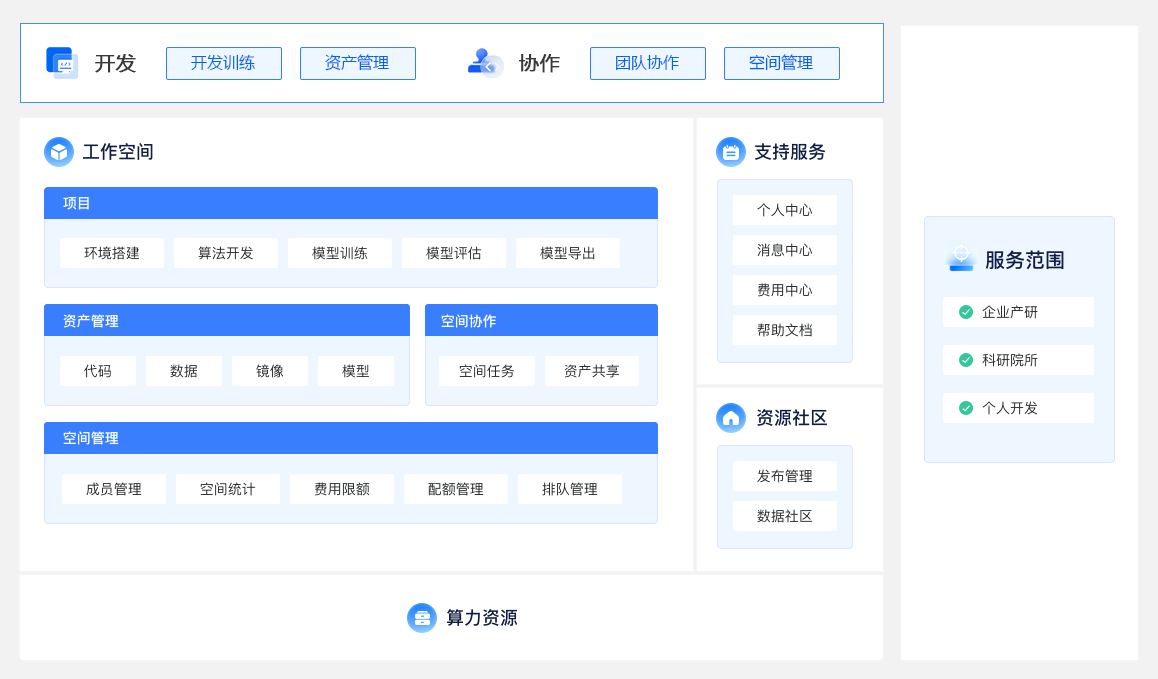 开发 开发训练 资产管理 协作 团队协作 空间管理
工作空间
项目
环境搭建 算法开发 模型训练 模型评估 模型导出
资产管理
代码 数据 镜像 模型
空间协作
空间任务 资产共享
空间管理
成员管理 空间统计 费用限额 配额管理 排队管理
支持服务
个人中心
消息中心
费用中心
帮助文档
资源社区
发布管理
数据社区
算力资源
服务范围
企业产研
科研院所
个人开发